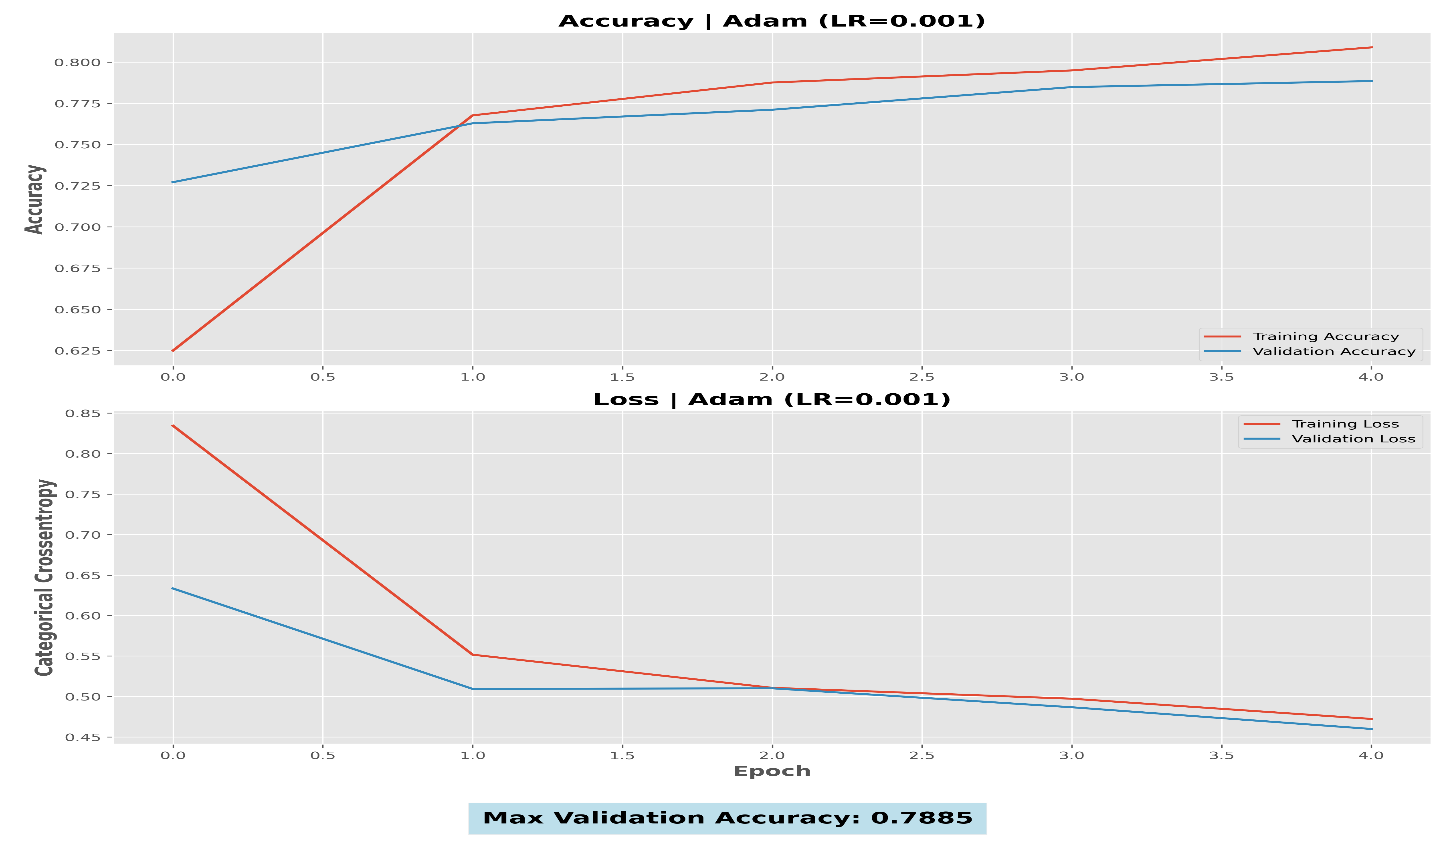 Accuracy | Adam (LR=0.001)
Accuracy
0.800
0.775
0.750
0.725
0.700
0.675
0.650
0.625
Training Accuracy
Validation Accuracy
0.0 0.5 1.0 1.5 2.0 2.5 3.0 3.5 4.0
Loss | Adam (LR=0.001)
Categorical Crossentropy
0.85
0.80
0.75
0.70
0.65
0.60
0.55
0.50
0.45
Training Loss
Validation Loss
0.0 0.5 1.0 1.5 2.0 2.5 3.0 3.5 4.0
Epoch
Max Validation Accuracy: 0.7885